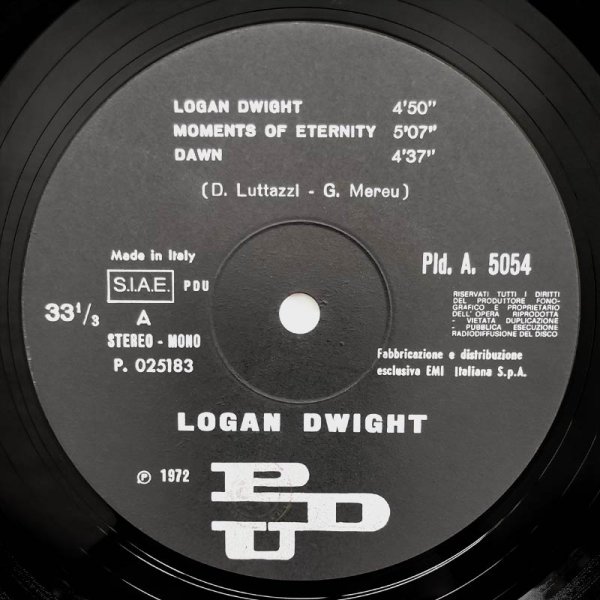 LOGAN DWIGHT 4'50"
MOMENTS OF ETERNITY 5'07"
DAWN 4'37"
(D. Luttazzi - G. Mereu)
Made in Italy
S.I.A.E. PDU
33 1/3 A
STEREO - MONO
P. 025183
Pld. A. 5054
RISERVATI TUTTI I DIRITTI
DEL PRODUTTORE FONO-
GRAFICO E PROPRIETARIO
DELL'OPERA RIPRODOTTA
- VIETATA DUPLICAZIONE
- PUBBLICA ESECUZIONE
RADIODIFFUSIONE DEL DISCO
Fabbricazione e distribuzione
esclusiva EMI Italiana S.p.A.
LOGAN DWIGHT
℗ 1972
PDU